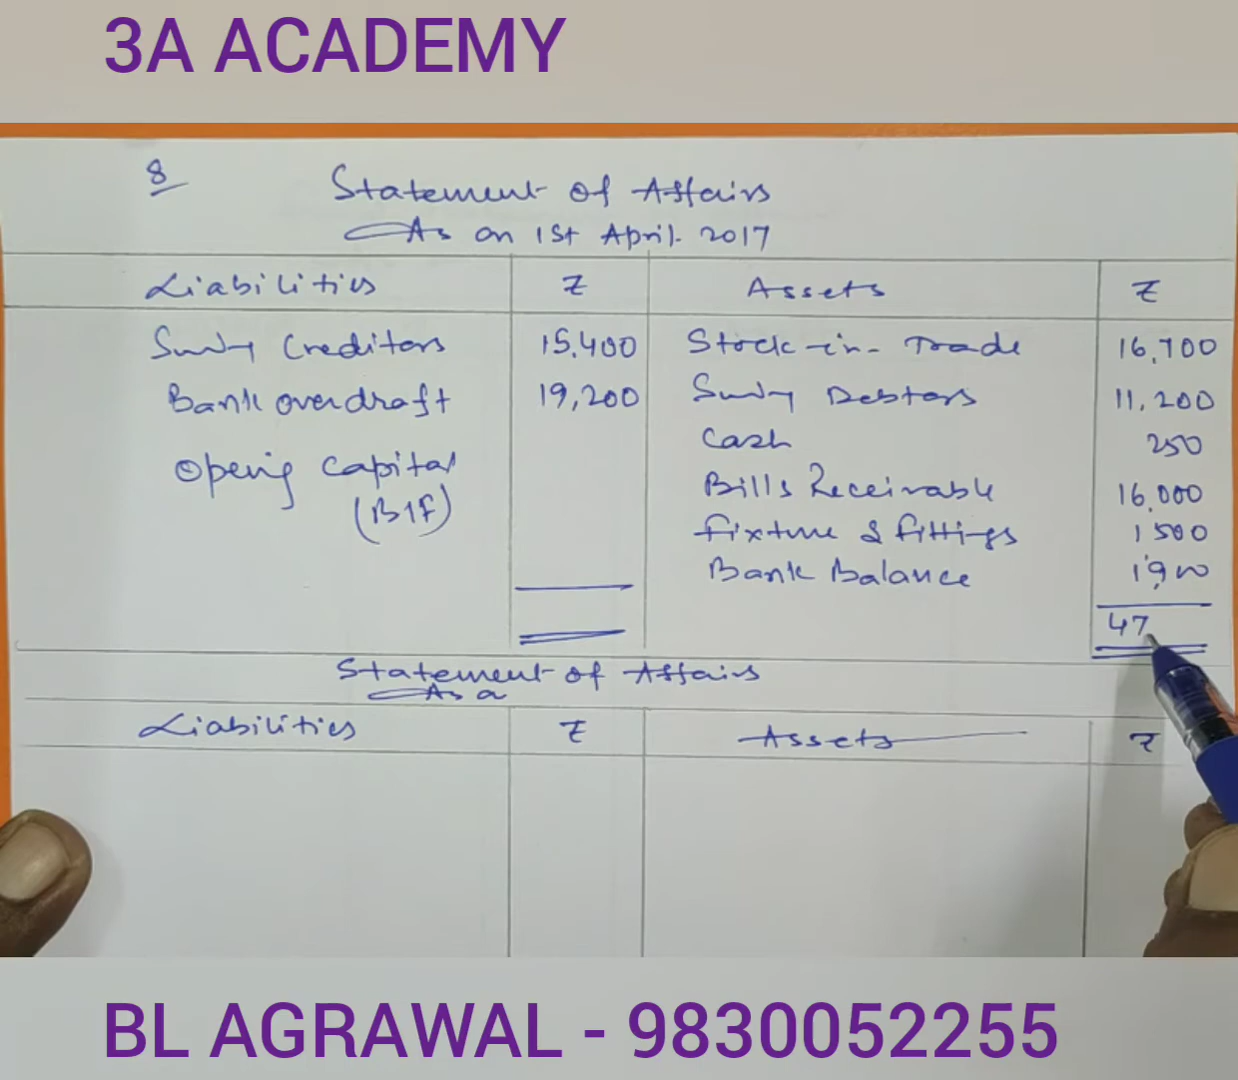 3A ACADEMY
8
Statement of Affairs
As on 1st April 2017
Liabilities ₹ Assets ₹
Sundry Creditors 15,400 Stock-in-Trade 16,700
Bank overdraft 19,200 Sundry Debtors 11,200
Cash 250
Opening Capital Bills Receivable 16,000
(B/F) Fixture & fittings 1500
Bank Balance 1,900
47
Statement of Affairs
As o
Liabilities ₹ Assets ₹
BL AGRAWAL - 9830052255